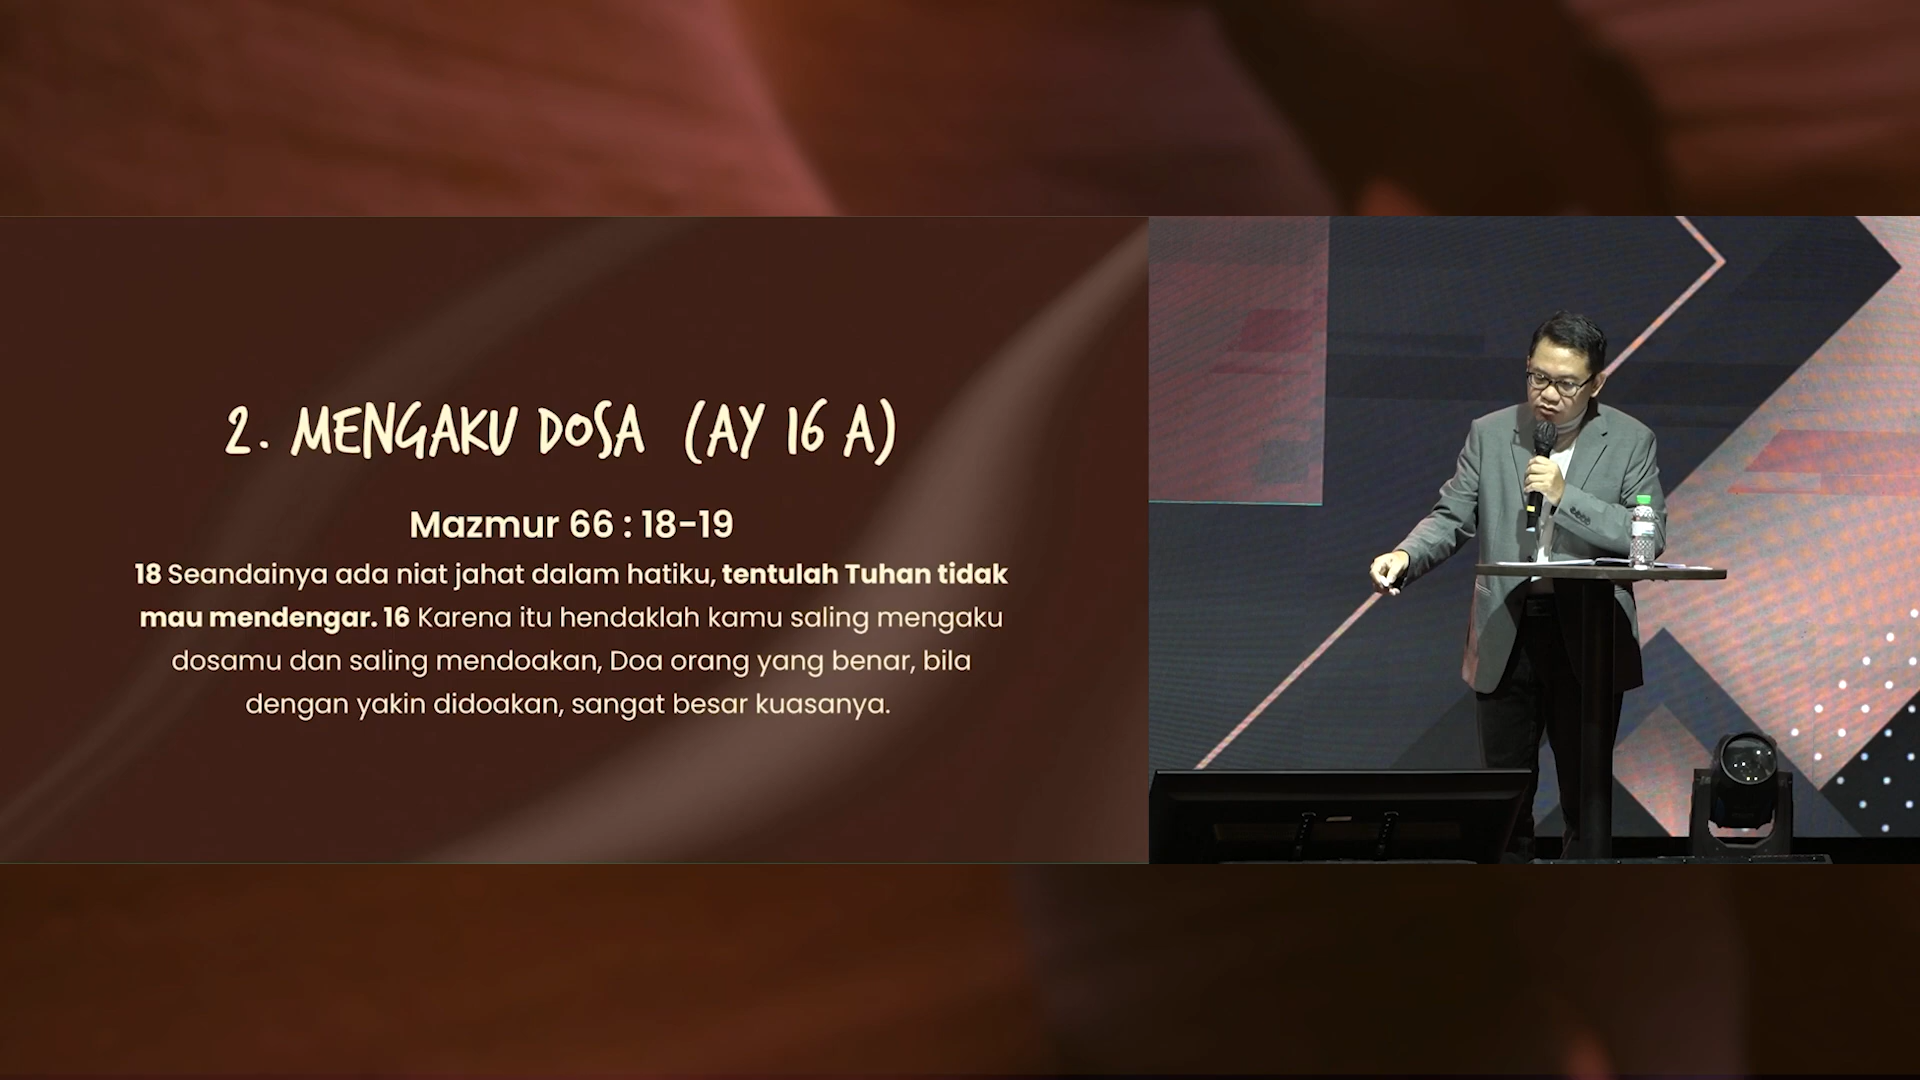 2. MENGAKU DOSA (AY 16 A)
Mazmur 66 : 18-19
18 Seandainya ada niat jahat dalam hatiku, tentulah Tuhan tidak
mau mendengar. 16 Karena itu hendaklah kamu saling mengaku
dosamu dan saling mendoakan, Doa orang yang benar, bila
dengan yakin didoakan, sangat besar kuasanya.